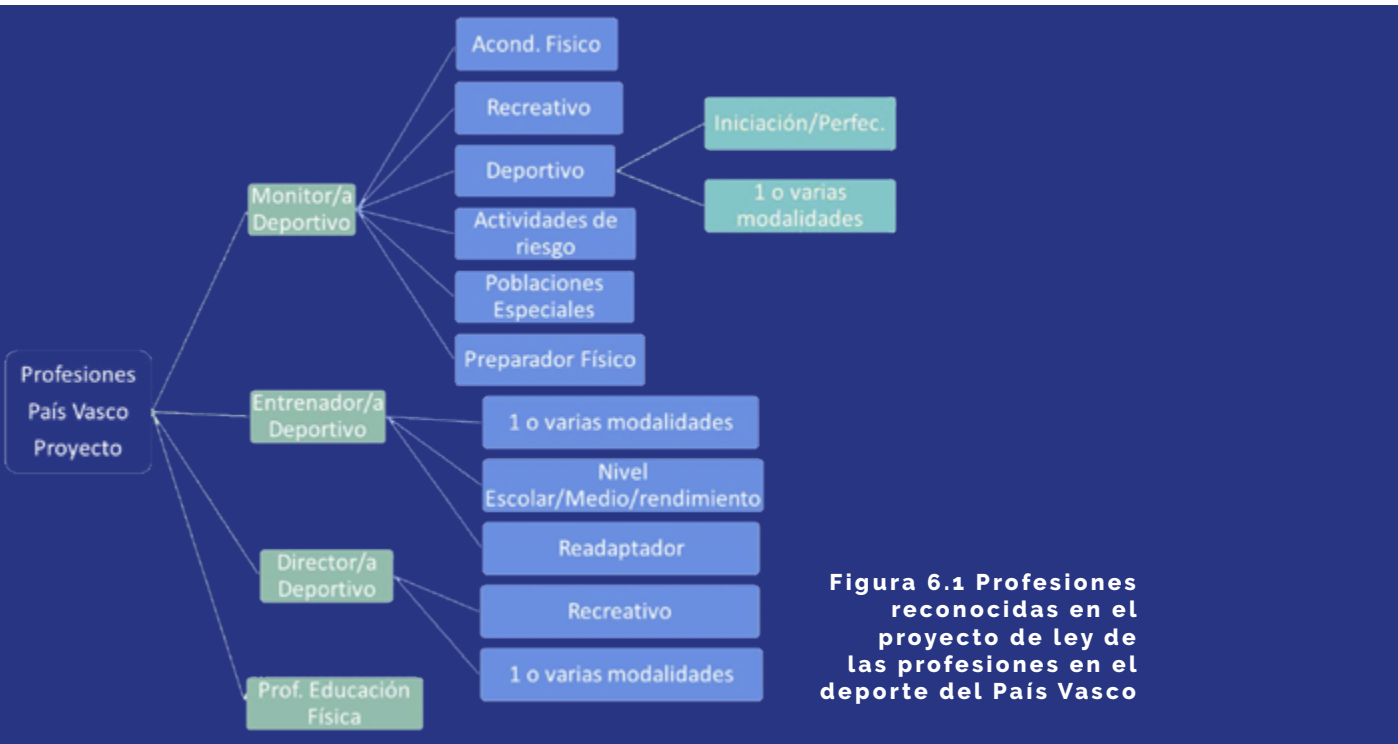 Profesiones
País Vasco
Proyecto
Monitor/a
Deportivo
Acond. Fisico
Recreativo
Deportivo
Iniciación/Perfec.
1 o varias
modalidades
Actividades de
riesgo
Poblaciones
Especiales
Preparador Físico
Entrenador/a
Deportivo
1 o varias modalidades
Nivel
Escolar/Medio/rendimiento
Readaptador
Director/a
Deportivo
Recreativo
1 o varias modalidades
Prof. Educación
Física
Figura 6.1 Profesiones
reconocidas en el
proyecto de ley de
las profesiones en el
deporte del País Vasco